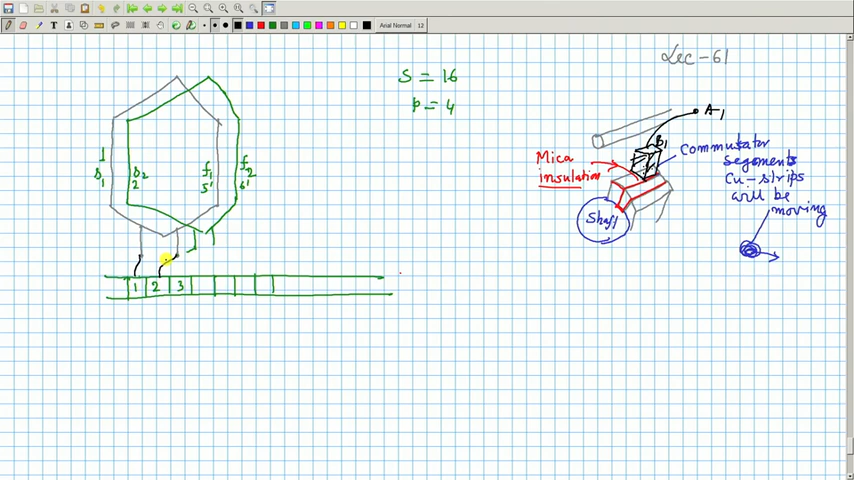 Arial Normal 12
Lec-61
S = 16
P = 4
A1
B1
Mica
insulation
Commutator
segments
Cu-strips
will be
moving
Shaft
1
S1
S2
2
f1
5'
f2
6'
1 2 3